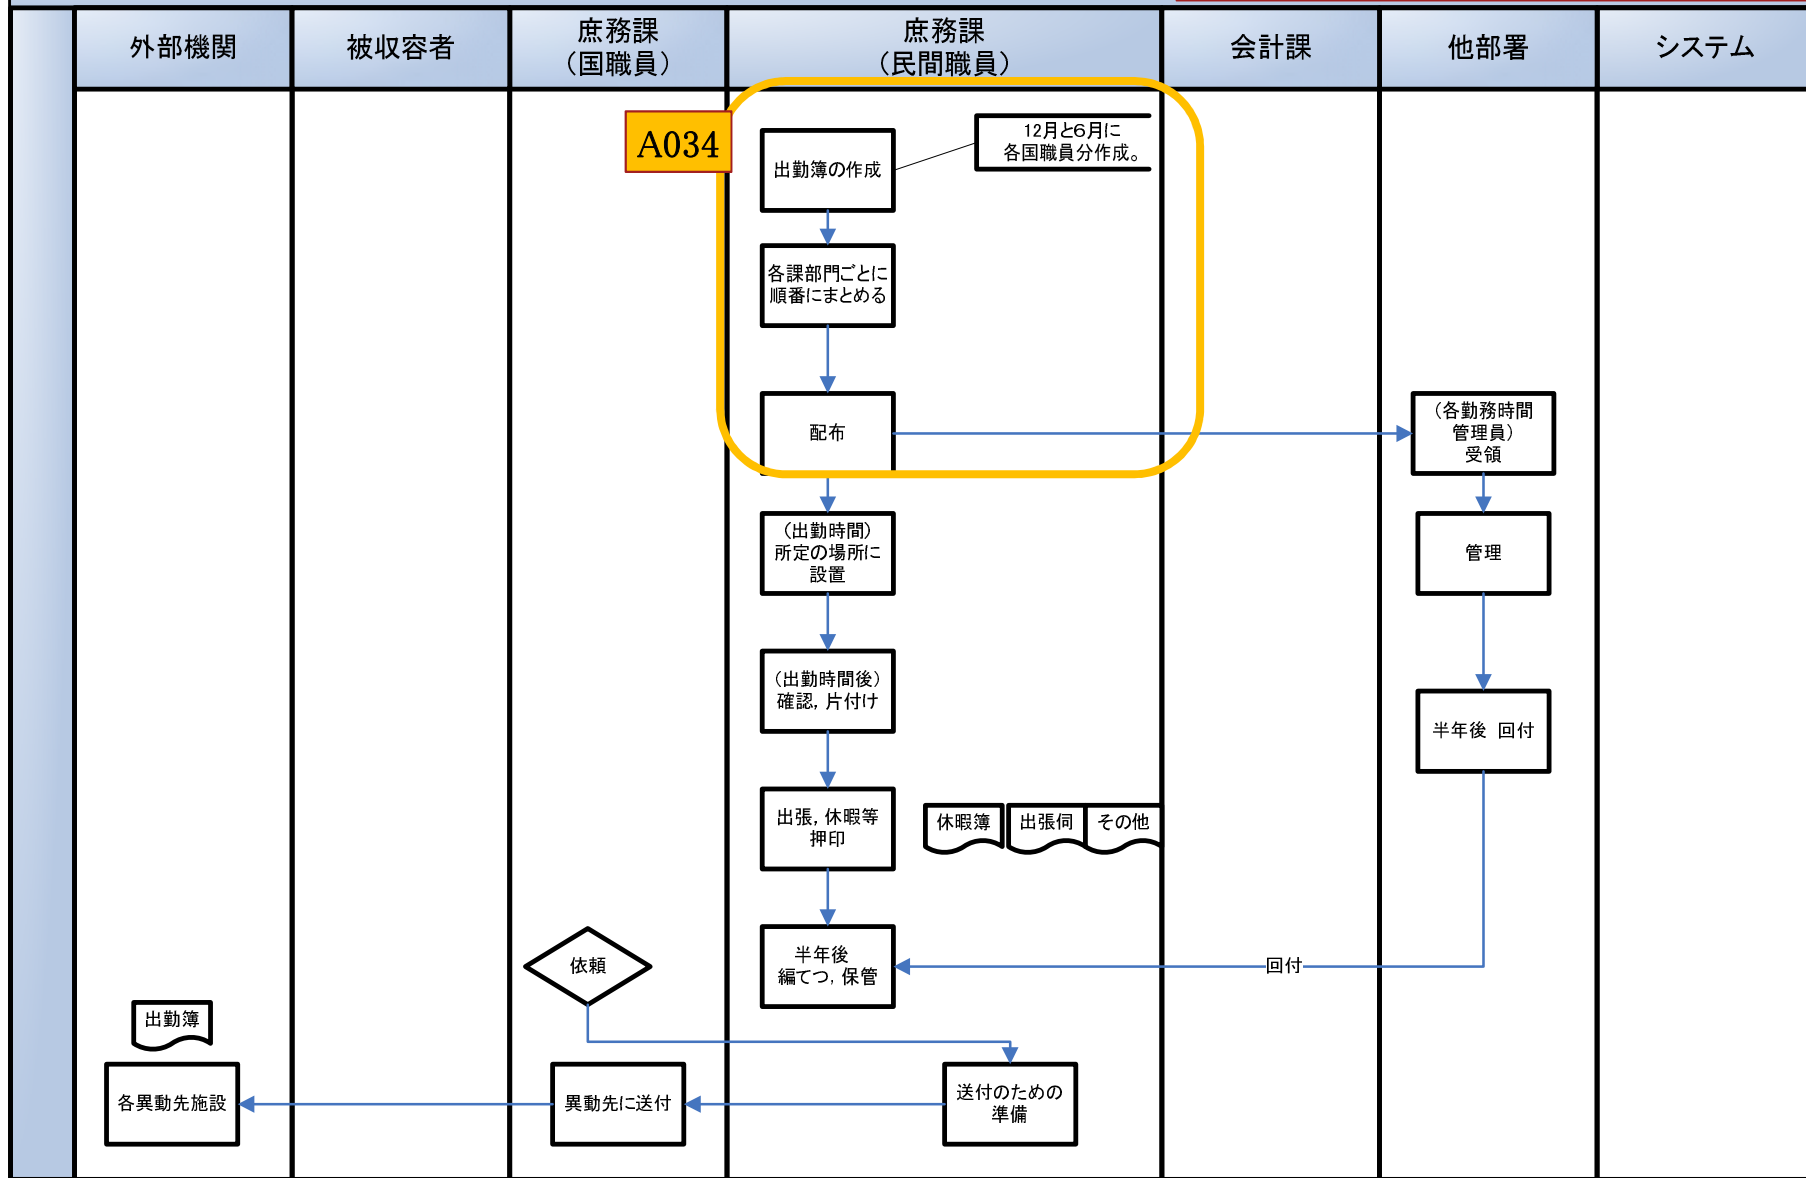 外部機関
被収容者
庶務課
（国職員）
庶務課
（民間職員）
会計課
他部署
システム
A034
出勤簿の作成
12月と6月に
各国職員分作成。
各課部門ごとに
順番にまとめる
配布
（各勤務時間
管理員）
受領
（出勤時間）
所定の場所に
設置
管理
（出勤時間後）
確認，片付け
半年後　回付
出張，休暇等
押印
休暇簿
出張伺
その他
半年後
編てつ，保管
回付
依頼
出勤簿
各異動先施設
異動先に送付
送付のための
準備